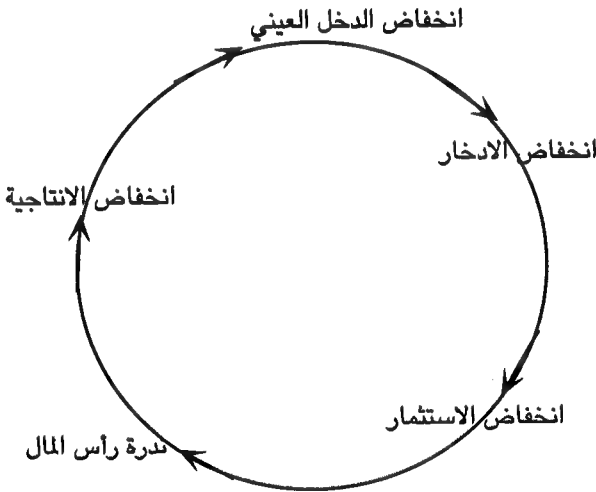 انخفاض الدخل العيني
انخفاض الادخار
انخفاض الاستثمار
ندرة رأس المال
انخفاض الانتاجية